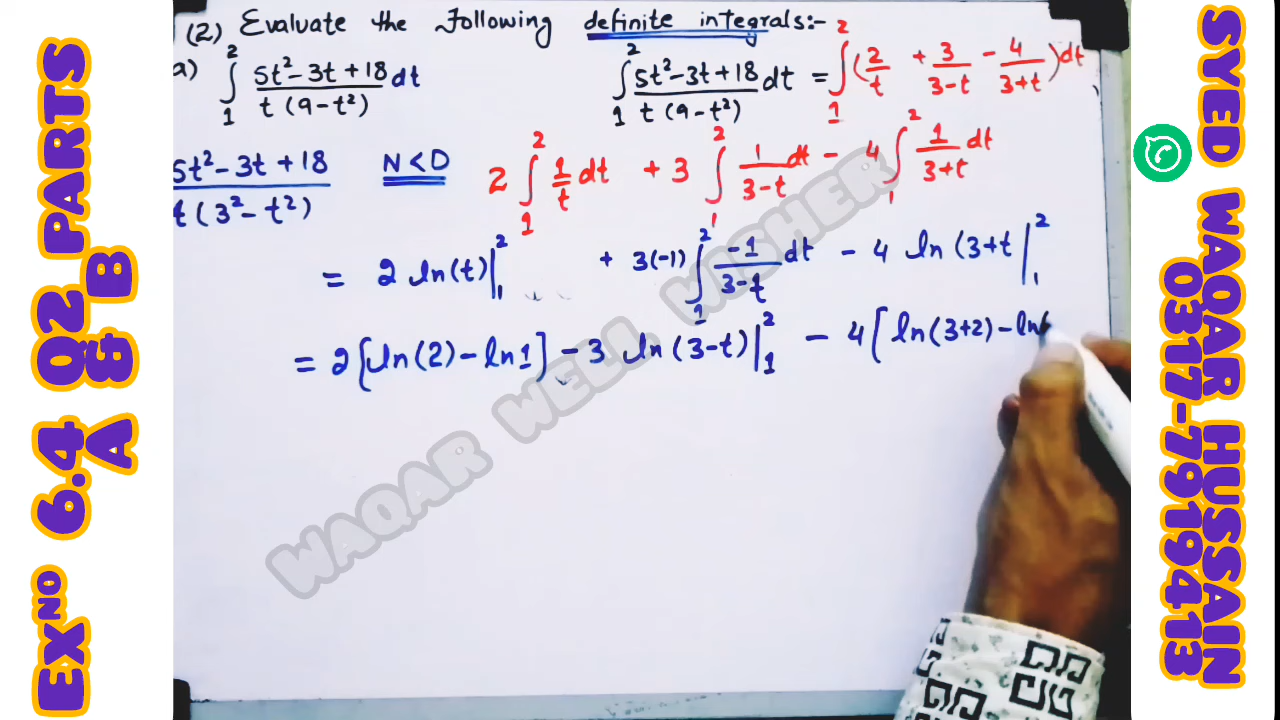 EXNO 6.4 Q2 PARTS
A & B
(2) Evaluate the following definite integrals:-
a) ∫₁² 5t²-3t+18 / t(9-t²) dt
∫₁² 5t²-3t+18 / t(9-t²) dt = ∫₁² (2/t + 3/3-t - 4/3+t) dt
5t²-3t+18 / t(3²-t²) N<D
2 ∫₁² 1/t dt + 3 ∫₁² 1/3-t dt - 4 ∫₁² 1/3+t dt
= 2 ln(t)|₁² + 3(-1) ∫₁² -1/3-t dt - 4 ln(3+t|₁²
= 2[ln(2)-ln1] -3 ln(3-t)|₁² - 4[ln(3+2)-ln(
WAQAR WELL WISHER
SYED WAQAR HUSSAIN
0317-7919413